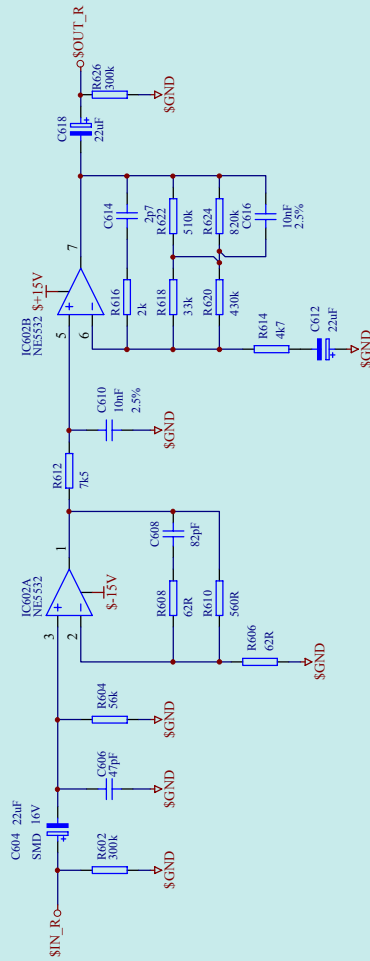 $IN_R
R602
300k
$GND
C604
22uF
SMD
16V
C606
47pF
$GND
R604
56k
$GND
IC602A
NE5532
3
2
1
$-15V
R608
62R
C608
82pF
R610
560R
R606
62R
$GND
R612
7k5
C610
10nF
2.5%
$GND
IC602B
NE5532
$+15V
5
6
7
R616
2k
C614
2p7
R618
33k
R622
510k
R620
430k
R624
820k
C616
10nF
2.5%
R614
4k7
C612
22uF
$GND
C618
22uF
R626
300k
$GND
$OUT_R
+
−
+
−
+
+
+